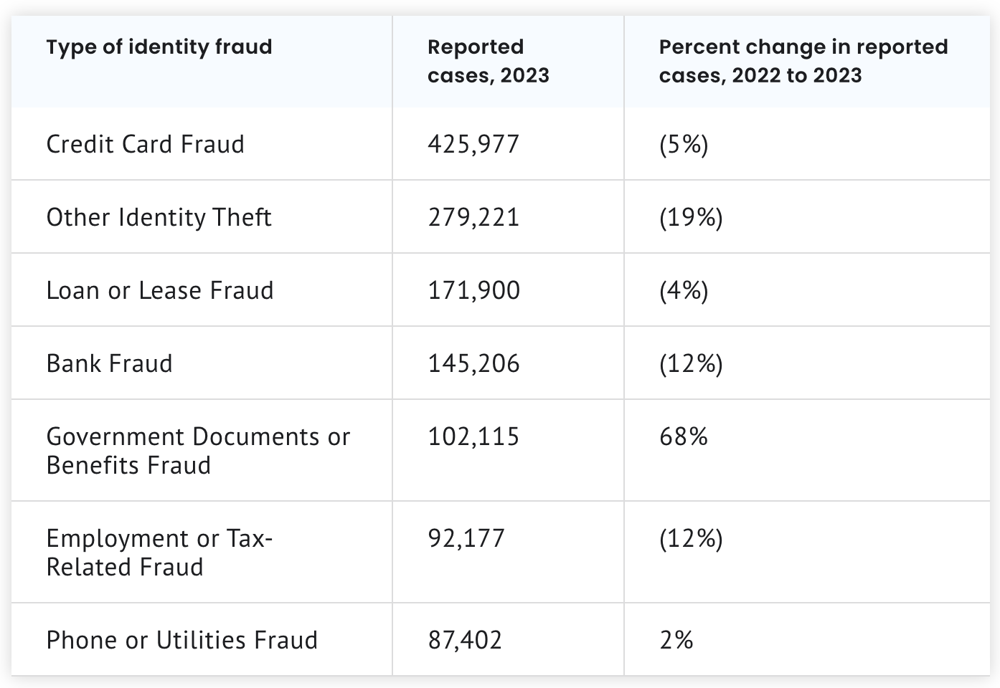 Type of identity fraud
Reported
cases, 2023
Percent change in reported
cases, 2022 to 2023
Credit Card Fraud
425,977
(5%)
Other Identity Theft
279,221
(19%)
Loan or Lease Fraud
171,900
(4%)
Bank Fraud
145,206
(12%)
Government Documents or
Benefits Fraud
102,115
68%
Employment or Tax-
Related Fraud
92,177
(12%)
Phone or Utilities Fraud
87,402
2%